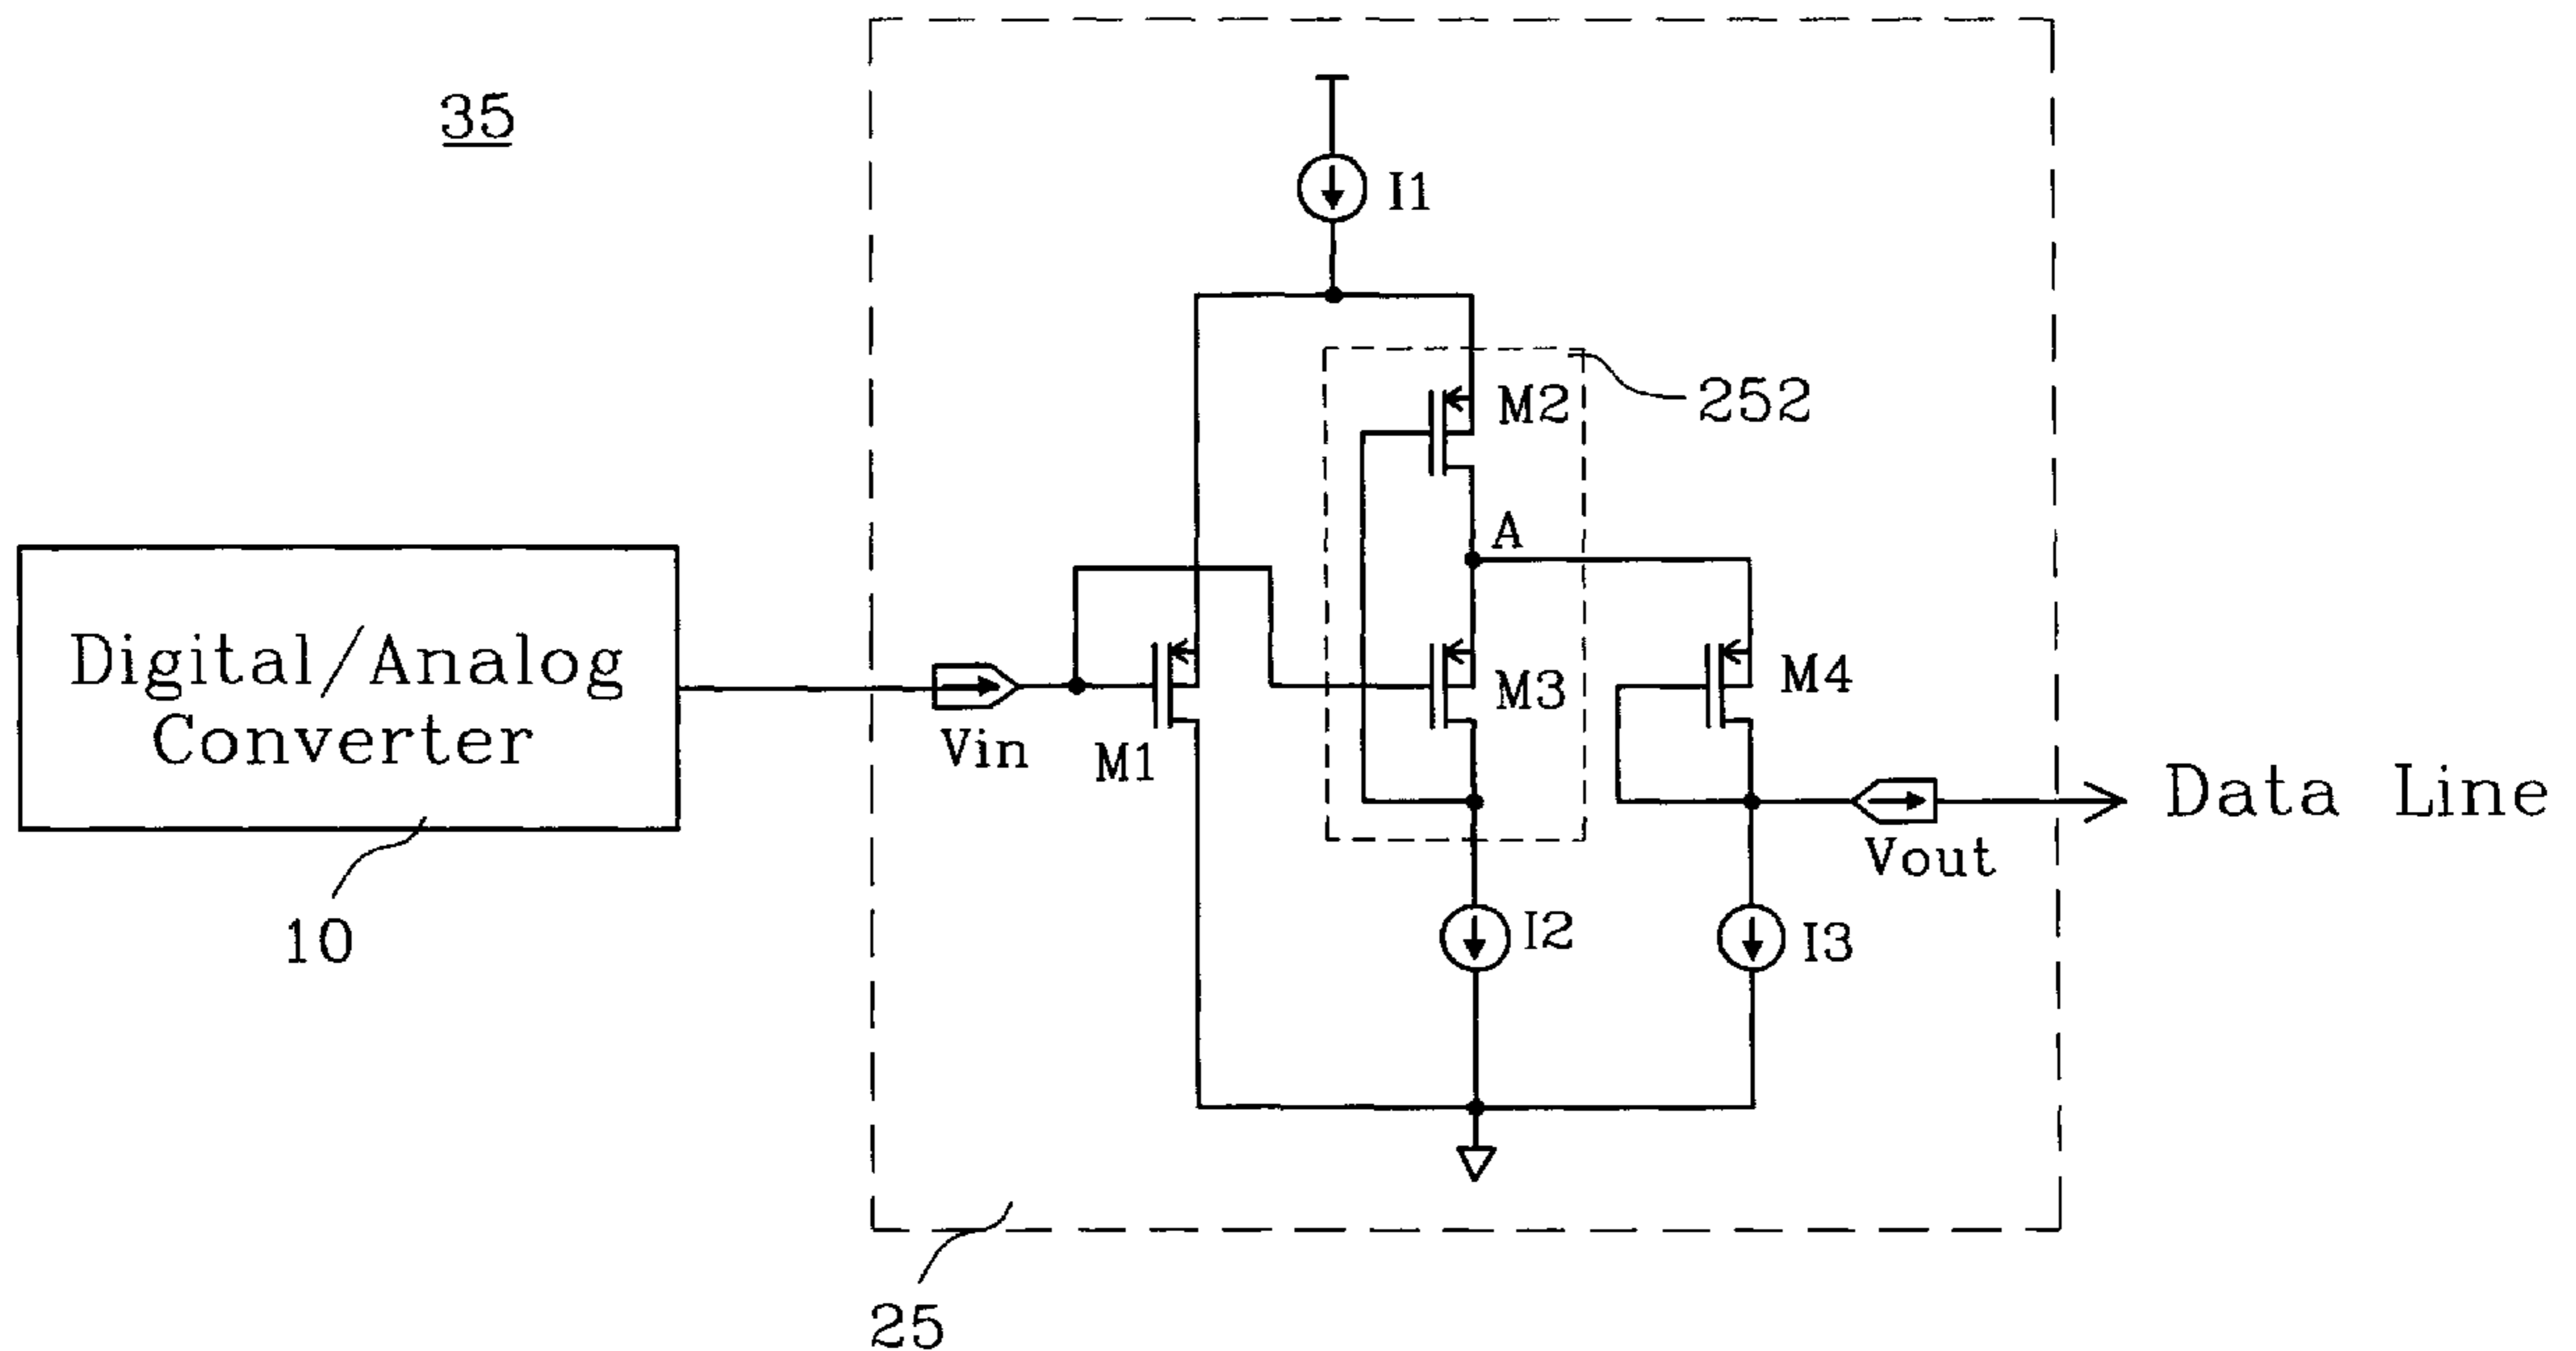 35
I1
M2
252
A
Digital/Analog
Converter
Vin
M1
M3
M4
Vout
Data Line
10
I2
I3
25